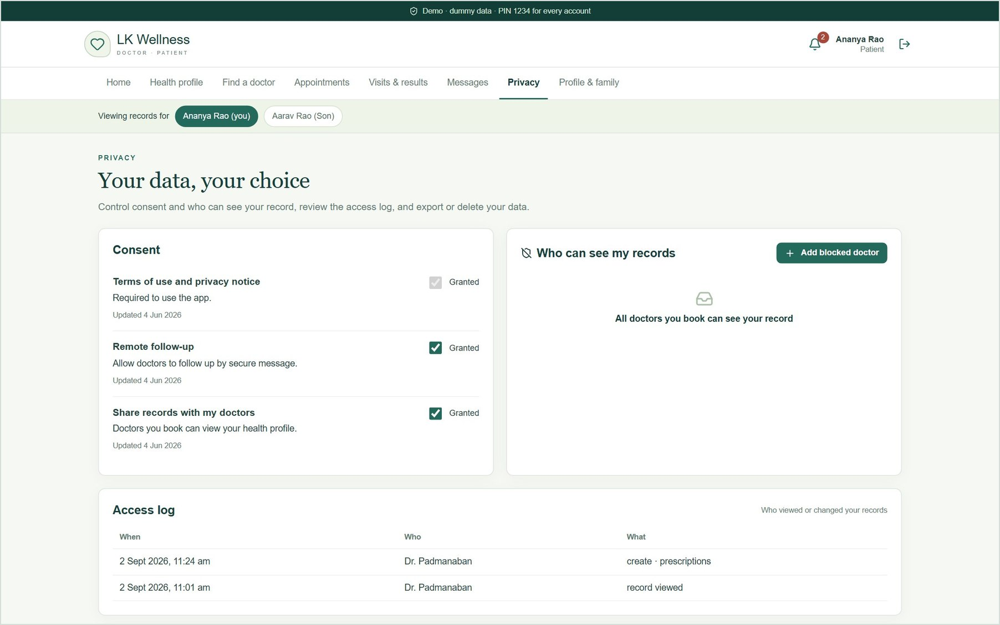 Demo · dummy data · PIN 1234 for every account
LK Wellness
DOCTOR · PATIENT
2
Ananya Rao
Patient
Home
Health profile
Find a doctor
Appointments
Visits & results
Messages
Privacy
Profile & family
Viewing records for
Ananya Rao (you)
Aarav Rao (Son)
PRIVACY
Your data, your choice
Control consent and who can see your record, review the access log, and export or delete your data.
Consent
Terms of use and privacy notice
Granted
Required to use the app.
Updated 4 Jun 2026
Remote follow-up
Granted
Allow doctors to follow up by secure message.
Updated 4 Jun 2026
Share records with my doctors
Granted
Doctors you book can view your health profile.
Updated 4 Jun 2026
Who can see my records
Add blocked doctor
All doctors you book can see your record
Access log
Who viewed or changed your records
When Who What
2 Sept 2026, 11:24 am Dr. Padmanaban create · prescriptions
2 Sept 2026, 11:01 am Dr. Padmanaban record viewed